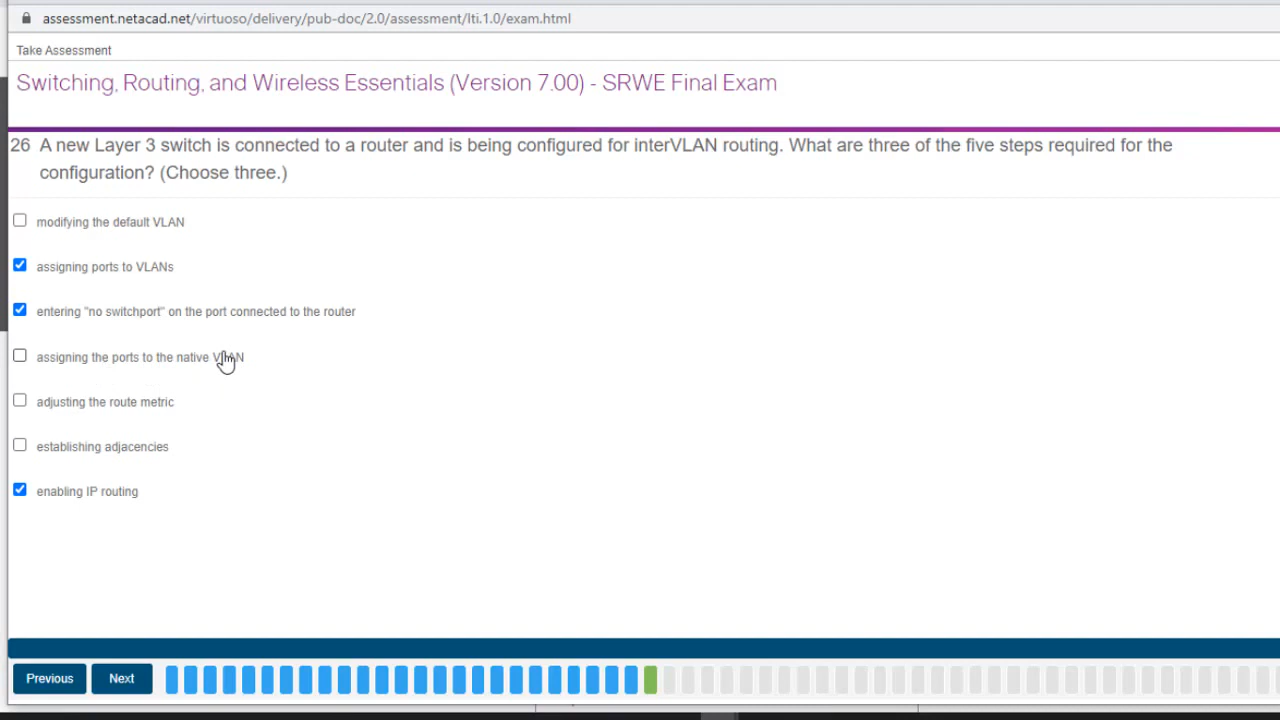 assessment.netacad.net/virtuoso/delivery/pub-doc/2.0/assessment/lti.1.0/exam.html
Take Assessment
Switching, Routing, and Wireless Essentials (Version 7.00) - SRWE Final Exam
26 A new Layer 3 switch is connected to a router and is being configured for interVLAN routing. What are three of the five steps required for the
configuration? (Choose three.)
modifying the default VLAN
assigning ports to VLANs
entering "no switchport" on the port connected to the router
assigning the ports to the native VLAN
adjusting the route metric
establishing adjacencies
enabling IP routing
Previous Next